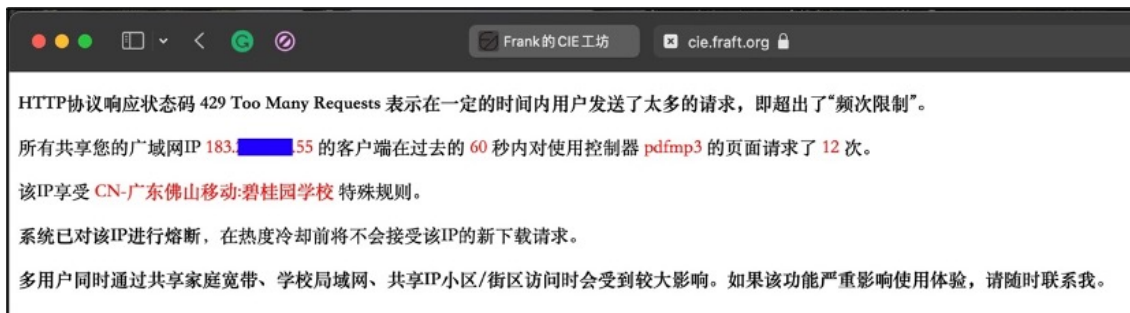 Frank的CIE工坊
cie.fraft.org
HTTP协议响应状态码 429 Too Many Requests 表示在一定的时间内用户发送了太多的请求，即超出了“频次限制”。
所有共享您的广域网IP 183. .55 的客户端在过去的 60 秒内对使用控制器 pdfmp3 的页面请求了 12 次。
该IP享受 CN-广东佛山移动:碧桂园学校 特殊规则。
系统已对该IP进行熔断，在热度冷却前将不会接受该IP的新下载请求。
多用户同时通过共享家庭宽带、学校局域网、共享IP小区/街区访问时会受到较大影响。如果该功能严重影响使用体验，请随时联系我。